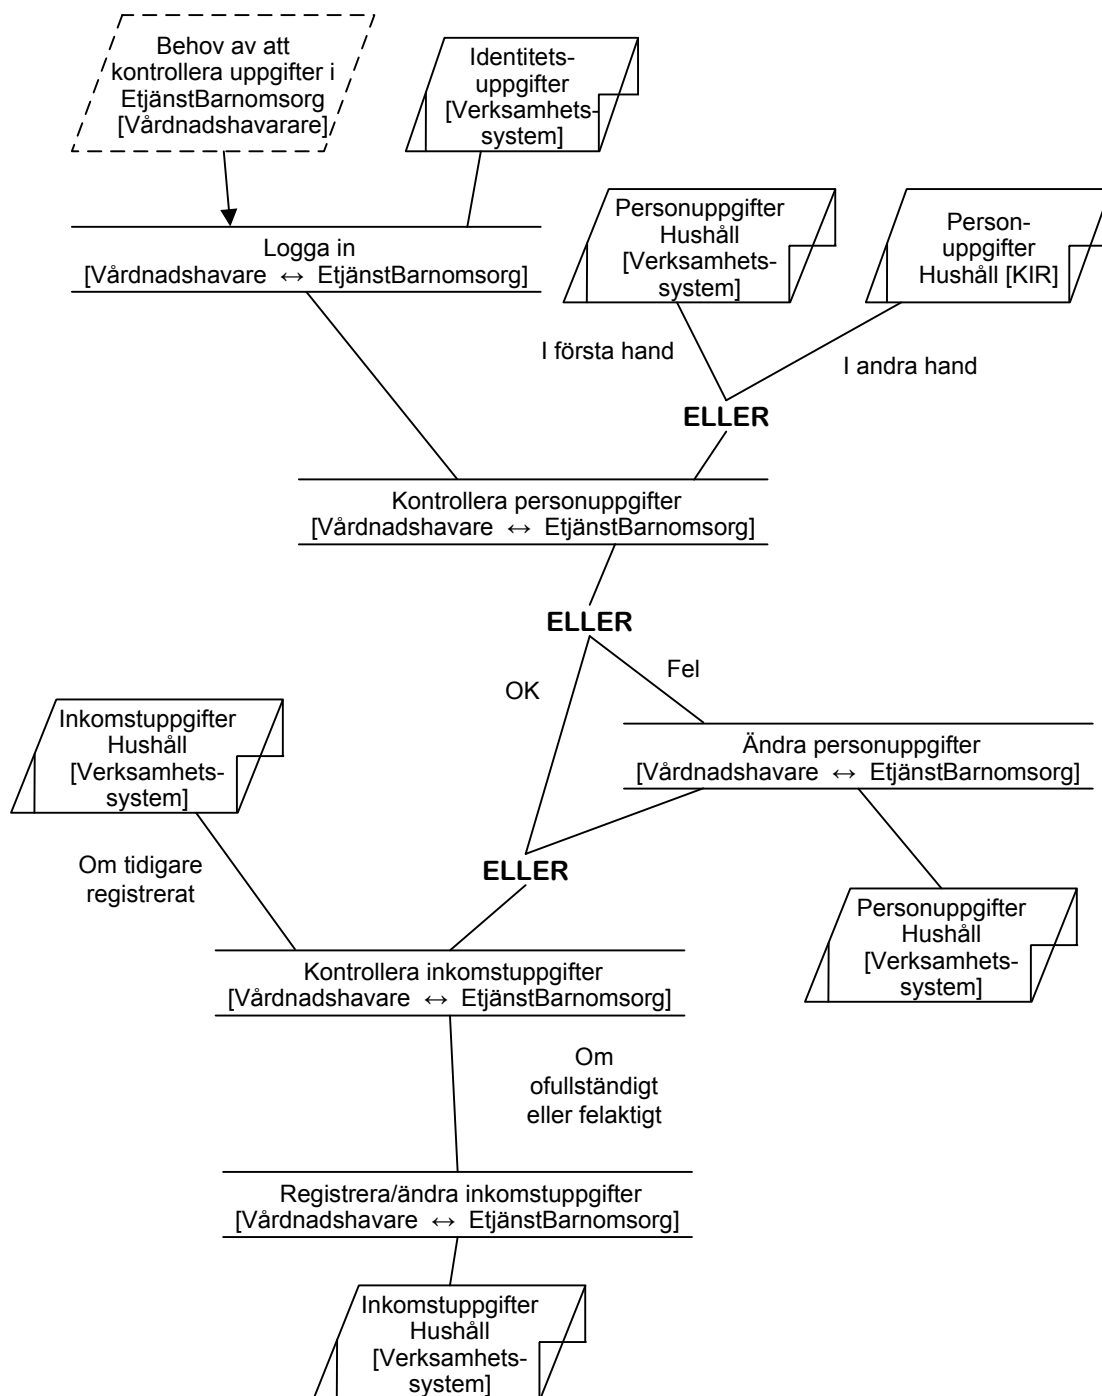 Behov av att
kontrollera uppgifter i
EtjänstBarnomsorg
[Vårdnadshavarare]
Identitets-
uppgifter
[Verksamhets-
system]
Logga in
[Vårdnadshavare ↔ EtjänstBarnomsorg]
Personuppgifter
Hushåll
[Verksamhets-
system]
Person-
uppgifter
Hushåll [KIR]
I första hand
I andra hand
ELLER
Kontrollera personuppgifter
[Vårdnadshavare ↔ EtjänstBarnomsorg]
ELLER
OK
Fel
Ändra personuppgifter
[Vårdnadshavare ↔ EtjänstBarnomsorg]
Inkomstuppgifter
Hushåll
[Verksamhets-
system]
Om tidigare
registrerat
ELLER
Personuppgifter
Hushåll
[Verksamhets-
system]
Kontrollera inkomstuppgifter
[Vårdnadshavare ↔ EtjänstBarnomsorg]
Om
ofullständigt
eller felaktigt
Registrera/ändra inkomstuppgifter
[Vårdnadshavare ↔ EtjänstBarnomsorg]
Inkomstuppgifter
Hushåll
[Verksamhets-
system]